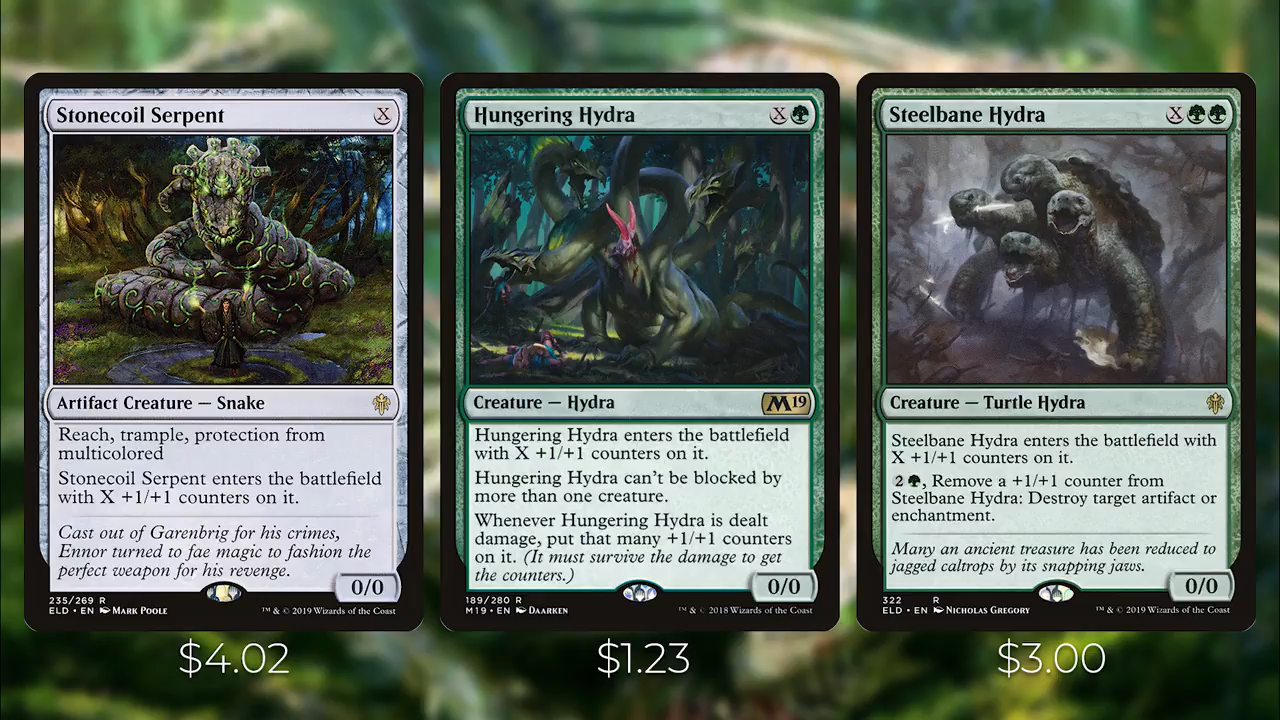 Stonecoil Serpent X
Artifact Creature — Snake
Reach, trample, protection from
multicolored
Stonecoil Serpent enters the battlefield
with X +1/+1 counters on it.
Cast out of Garenbrig for his crimes,
Ennor turned to fae magic to fashion the
perfect weapon for his revenge.
0/0
235/269 R
ELD • EN Mark Poole
™ & © 2019 Wizards of the Coast
$4.02
Hungering Hydra X
Creature — Hydra M19
Hungering Hydra enters the battlefield
with X +1/+1 counters on it.
Hungering Hydra can't be blocked by
more than one creature.
Whenever Hungering Hydra is dealt
damage, put that many +1/+1 counters
on it. (It must survive the damage to get
the counters.)
0/0
189/280 R
M19 • EN Daarken
™ & © 2018 Wizards of the Coast
$1.23
Steelbane Hydra X
Creature — Turtle Hydra
Steelbane Hydra enters the battlefield with
X +1/+1 counters on it.
2, Remove a +1/+1 counter from
Steelbane Hydra: Destroy target artifact or
enchantment.
Many an ancient treasure has been reduced to
jagged caltrops by its snapping jaws.
0/0
322 R
ELD • EN Nicholas Gregory
™ & © 2019 Wizards of the Coast
$3.00